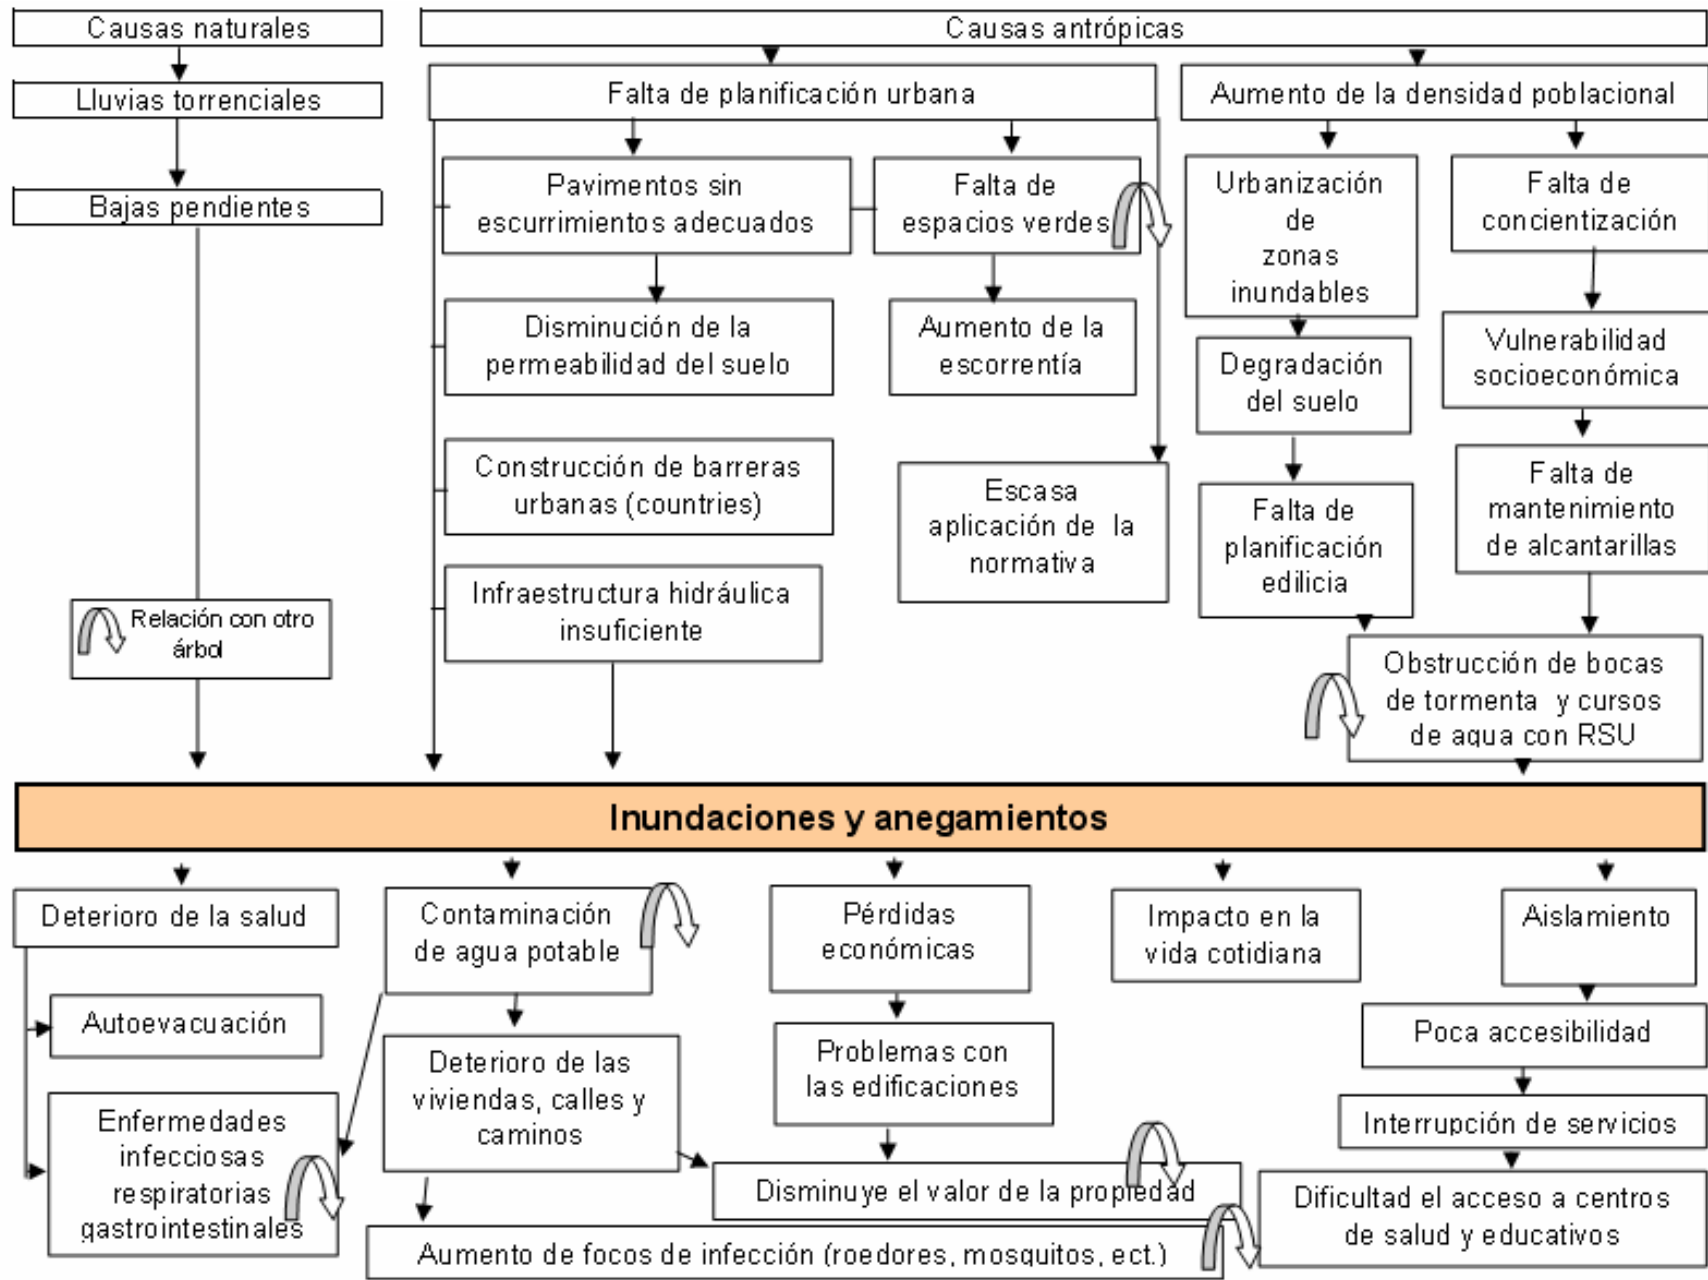 Causas naturales
Causas antrópicas
Lluvias torrenciales
Falta de planificación urbana
Aumento de la densidad poblacional
Bajas pendientes
Pavimentos sin
escurrimientos adecuados
Falta de
espacios verdes
Urbanización
de
zonas
inundables
Falta de
concientización
Disminución de la
permeabilidad del suelo
Aumento de la
escorrentía
Degradación
del suelo
Vulnerabilidad
socioeconómica
Construcción de barreras
urbanas (countries)
Escasa
aplicación de la
normativa
Falta de
planificación
edilicia
Falta de
mantenimiento
de alcantarillas
Infraestructura hidráulica
insuficiente
Relación con otro
árbol
Obstrucción de bocas
de tormenta y cursos
de agua con RSU
Inundaciones y anegamientos
Deterioro de la salud
Contaminación
de agua potable
Pérdidas
económicas
Impacto en la
vida cotidiana
Aislamiento
Autoevacuación
Deterioro de las
viviendas, calles y
caminos
Problemas con
las edificaciones
Poca accesibilidad
Enfermedades
infecciosas
respiratorias
gastrointestinales
Interrupción de servicios
Disminuye el valor de la propiedad
Dificultad el acceso a centros
de salud y educativos
Aumento de focos de infección (roedores, mosquitos, ect.)